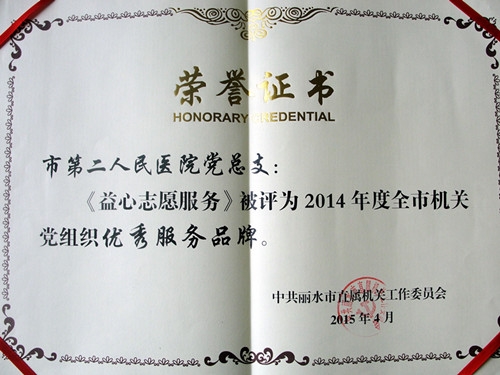 荣誉证书
HONORARY CREDENTIAL
市第二人民医院党总支：
《益心志愿服务》被评为2014年度全市机关
党组织优秀服务品牌。
中共丽水市直属机关工作委员会
2015年4月